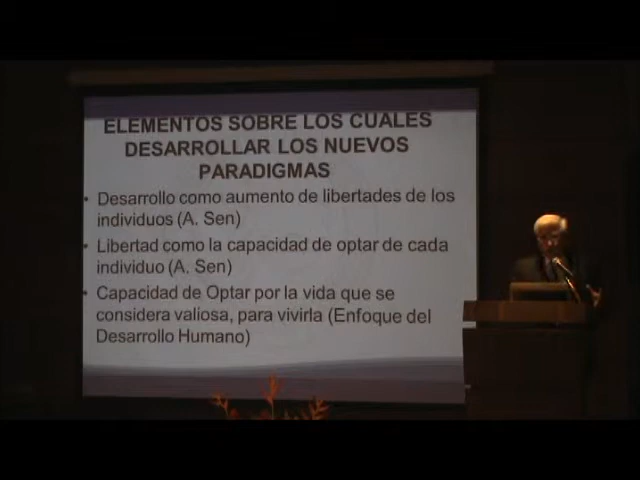 ELEMENTOS SOBRE LOS CUALES
DESARROLLAR LOS NUEVOS
PARADIGMAS
• Desarrollo como aumento de libertades de los
individuos (A. Sen)
• Libertad como la capacidad de optar de cada
individuo (A. Sen)
• Capacidad de Optar por la vida que se
considera valiosa, para vivirla (Enfoque del
Desarrollo Humano)